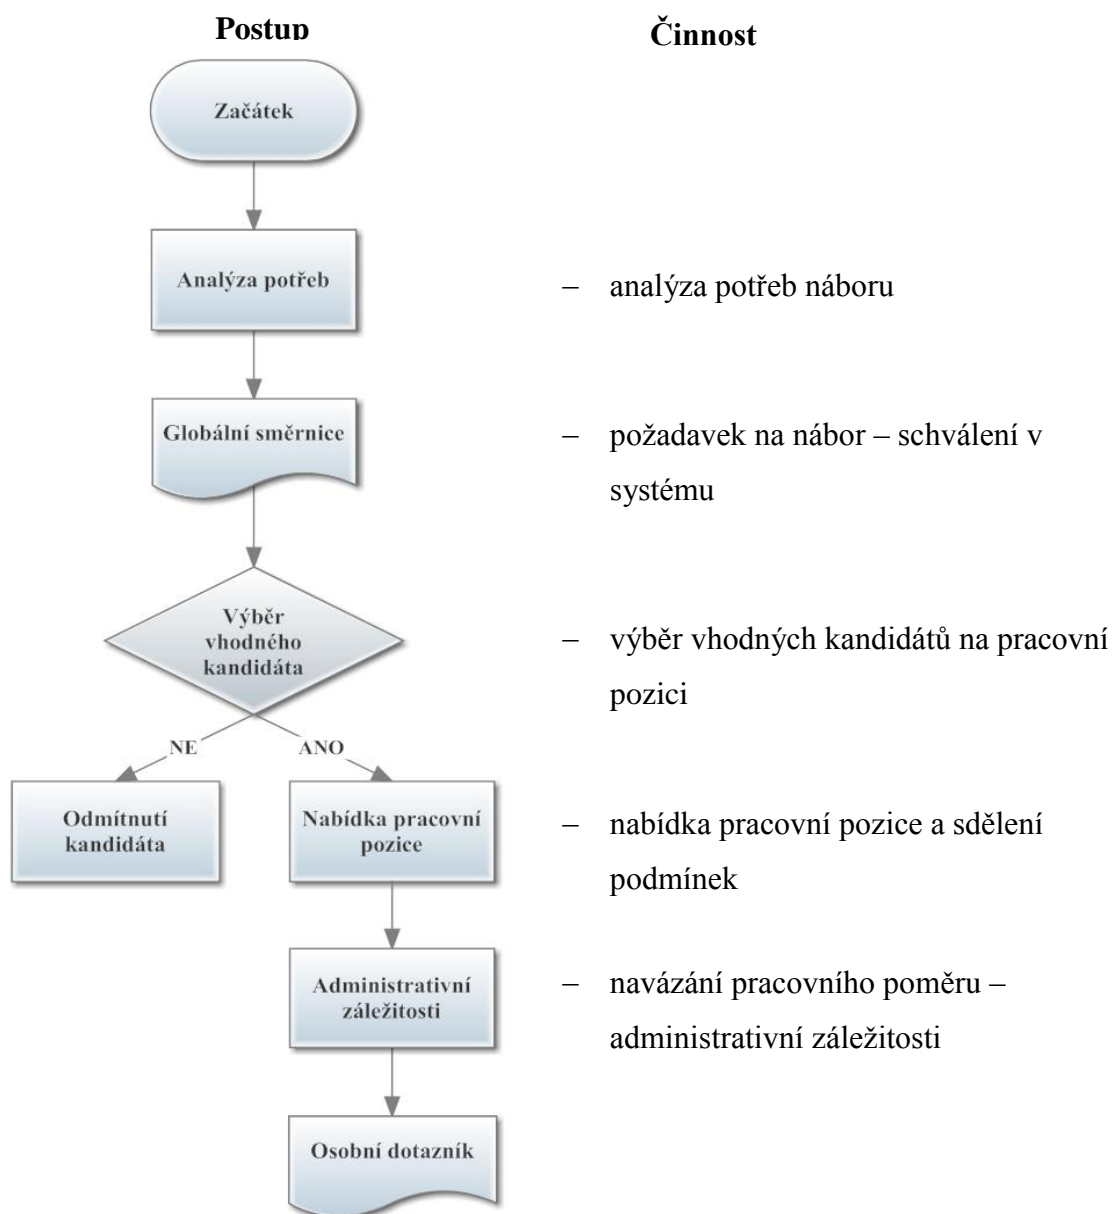 Postup
Činnost
Začátek
Analýza potřeb
– analýza potřeb náboru
Globální směrnice
– požadavek na nábor – schválení v
systému
Výběr
vhodného
kandidáta
– výběr vhodných kandidátů na pracovní
pozici
NE
ANO
Odmítnutí
kandidáta
Nabídka pracovní
pozice
– nabídka pracovní pozice a sdělení
podmínek
Administrativní
záležitosti
– navázání pracovního poměru –
administrativní záležitosti
Osobní dotazník